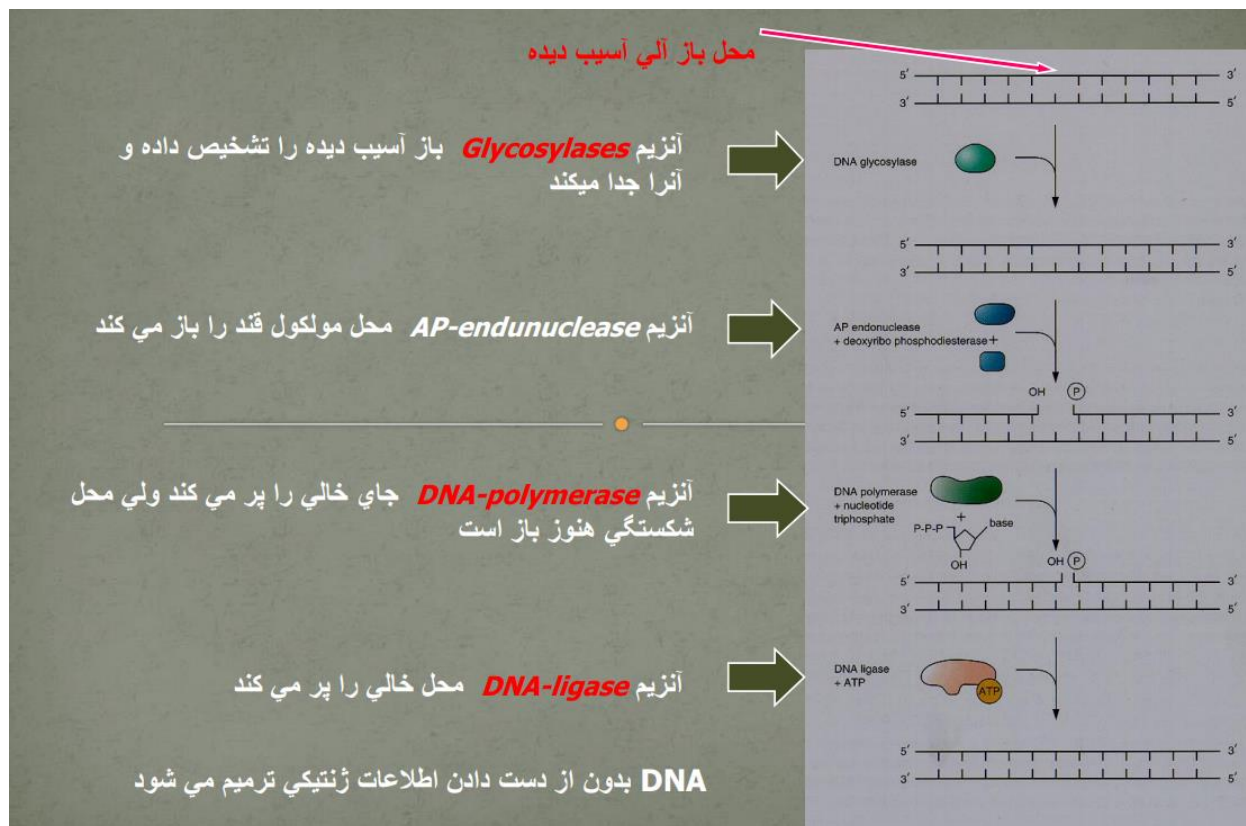 محل باز آلي آسيب ديده
5′ 3′
3′ 5′
آنزيم Glycosylases باز آسيب ديده را تشخيص داده و
آنرا جدا ميكند
DNA glycosylase
5′ 3′
3′ 5′
آنزيم AP-endunuclease محل مولكول قند را باز مي كند
AP endonuclease
+ deoxyribo phosphodiesterase +
OH P
5′ 3′
3′ 5′
آنزيم DNA-polymerase جاي خالي را پر مي كند ولي محل
شكستگي هنوز باز است
DNA polymerase
+ nucleotide
triphosphate
+
P-P-P base
OH
OH P
5′ 3′
3′ 5′
آنزيم DNA-ligase محل خالي را پر مي كند
DNA ligase
+ ATP
ATP
5′ 3′
3′ 5′
DNA بدون از دست دادن اطلاعات ژنتيكي ترميم مي شود